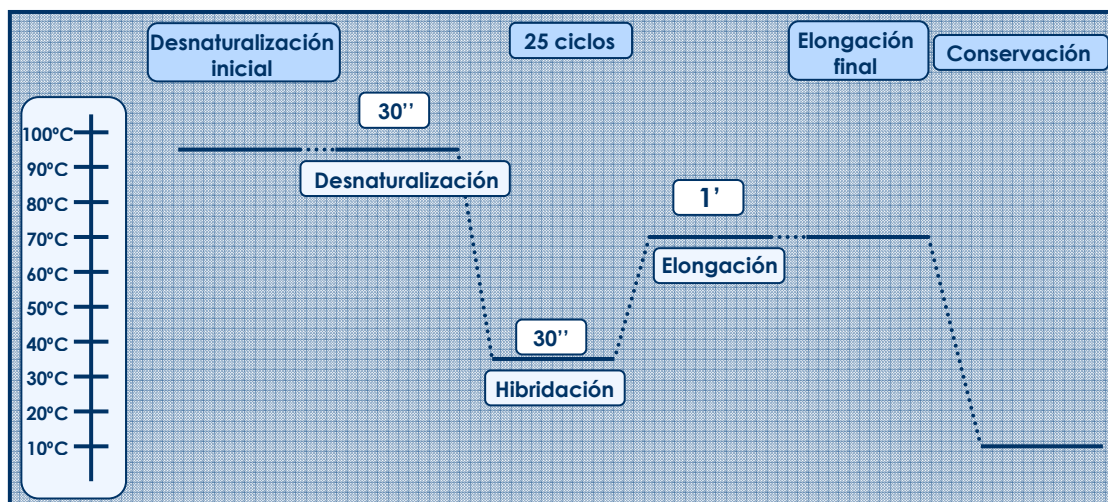 Desnaturalización
inicial
25 ciclos
Elongación
final
Conservación
30’’
Desnaturalización
1’
Elongación
30’’
Hibridación
100ºC
90ºC
80ºC
70ºC
60ºC
50ºC
40ºC
30ºC
20ºC
10ºC